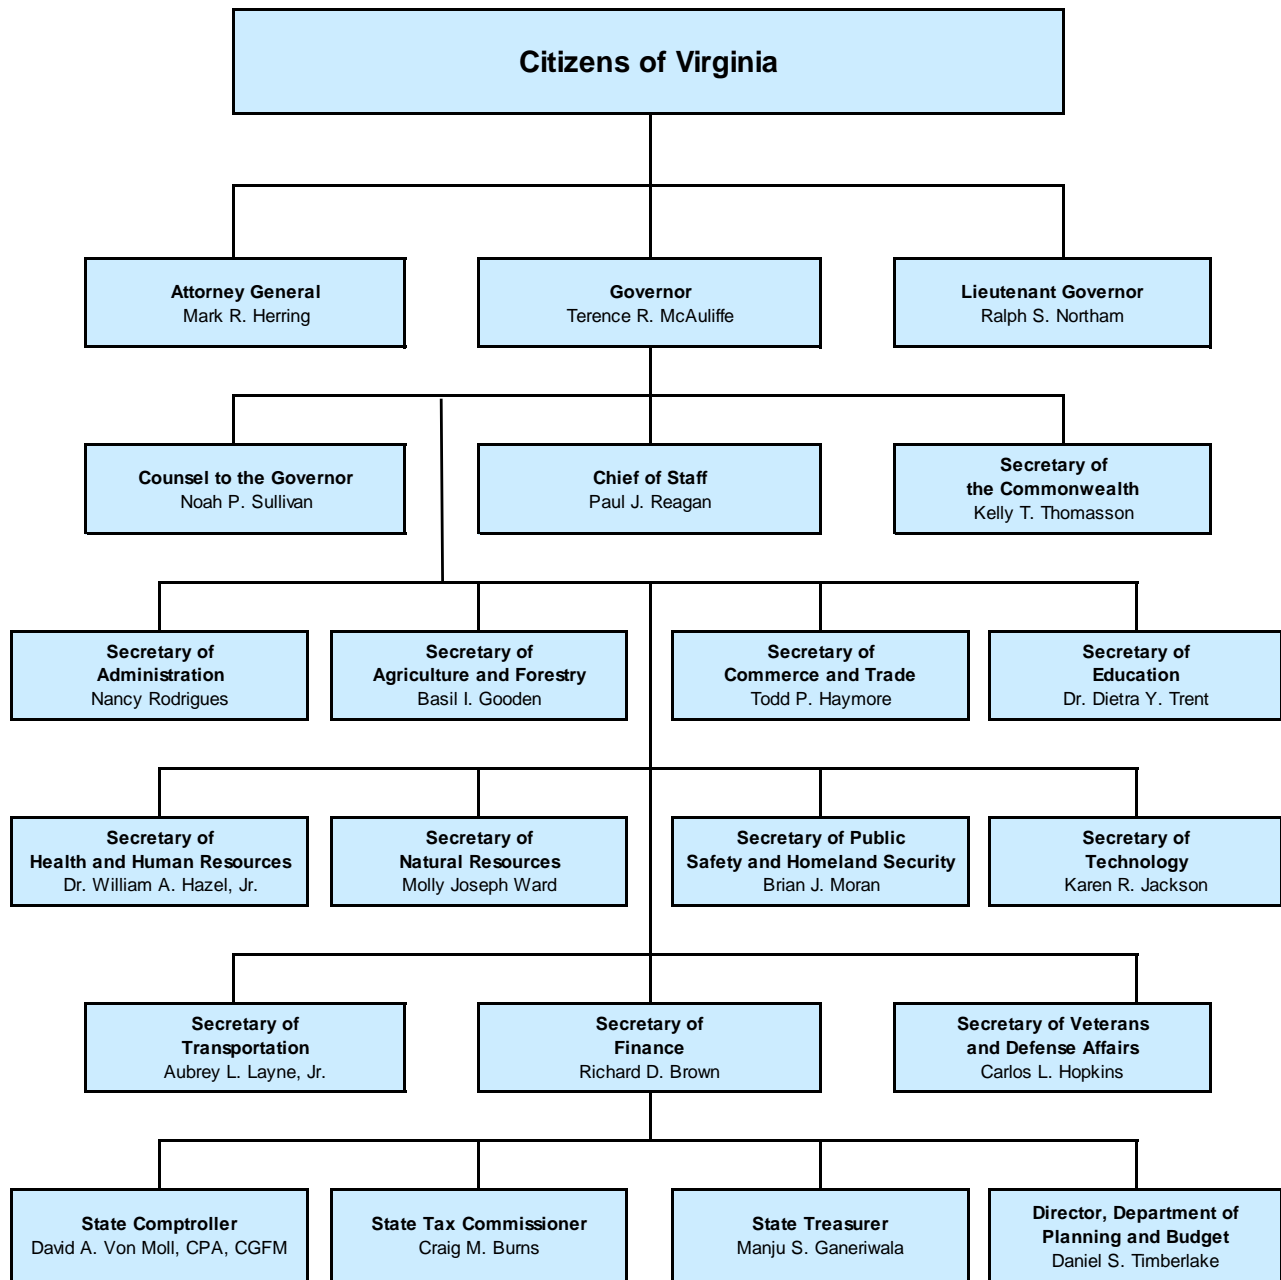 Citizens of Virginia
Attorney General
Mark R. Herring
Governor
Terence R. McAuliffe
Lieutenant Governor
Ralph S. Northam
Counsel to the Governor
Noah P. Sullivan
Chief of Staff
Paul J. Reagan
Secretary of
the Commonwealth
Kelly T. Thomasson
Secretary of
Administration
Nancy Rodrigues
Secretary of
Agriculture and Forestry
Basil I. Gooden
Secretary of
Commerce and Trade
Todd P. Haymore
Secretary of
Education
Dr. Dietra Y. Trent
Secretary of
Health and Human Resources
Dr. William A. Hazel, Jr.
Secretary of
Natural Resources
Molly Joseph Ward
Secretary of Public
Safety and Homeland Security
Brian J. Moran
Secretary of
Technology
Karen R. Jackson
Secretary of
Transportation
Aubrey L. Layne, Jr.
Secretary of
Finance
Richard D. Brown
Secretary of Veterans
and Defense Affairs
Carlos L. Hopkins
State Comptroller
David A. Von Moll, CPA, CGFM
State Tax Commissioner
Craig M. Burns
State Treasurer
Manju S. Ganeriwala
Director, Department of
Planning and Budget
Daniel S. Timberlake